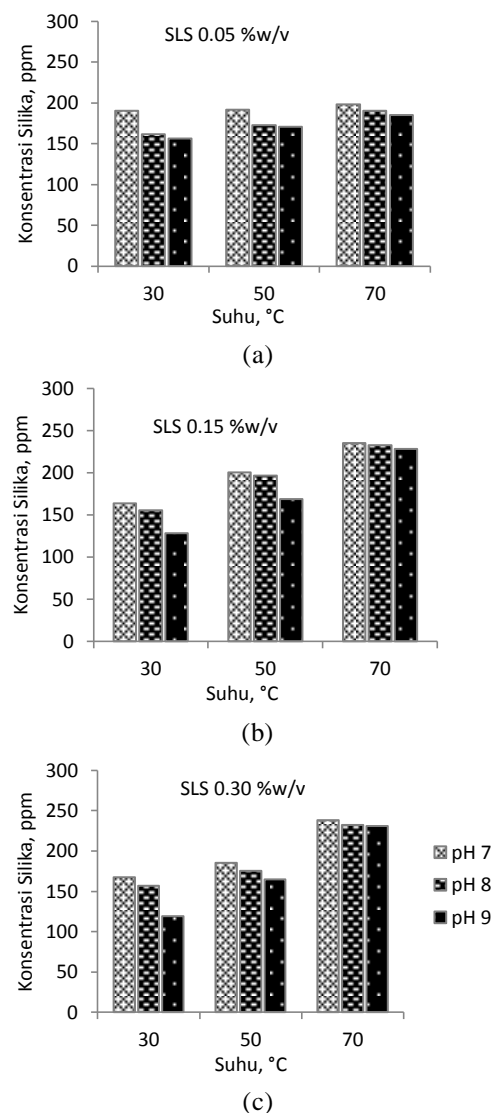 SLS 0.05 %w/v
Konsentrasi Silika, ppm
300
250
200
150
100
50
0
30 50 70
Suhu, °C
(a)
SLS 0.15 %w/v
Konsentrasi Silika, ppm
300
250
200
150
100
50
0
30 50 70
Suhu, °C
(b)
SLS 0.30 %w/v
Konsentrasi Silika, ppm
300
250
200
150
100
50
0
30 50 70
Suhu, °C
pH 7
pH 8
pH 9
(c)